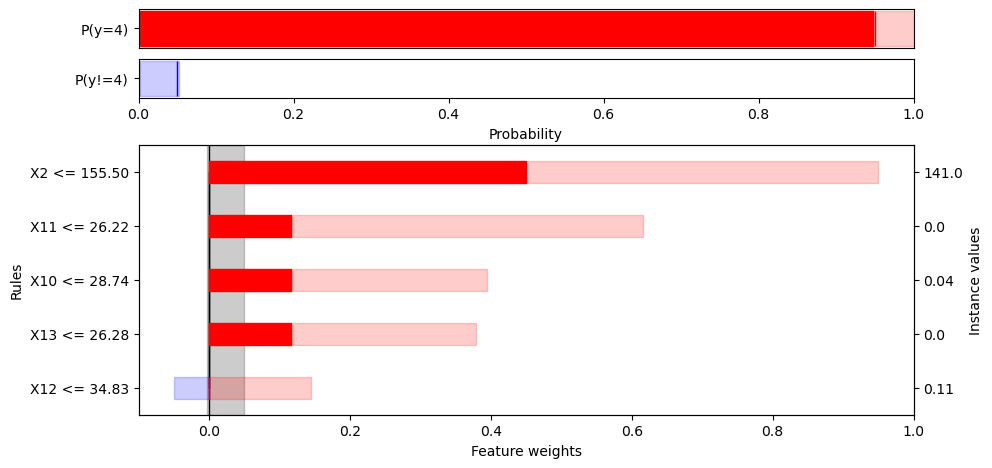 P(y=4)
P(y!=4)
0.0 0.2 0.4 0.6 0.8 1.0
Probability
X2 <= 155.50 141.0
X11 <= 26.22 0.0
X10 <= 28.74 0.04
X13 <= 26.28 0.0
X12 <= 34.83 0.11
Rules
Instance values
0.0 0.2 0.4 0.6 0.8 1.0
Feature weights